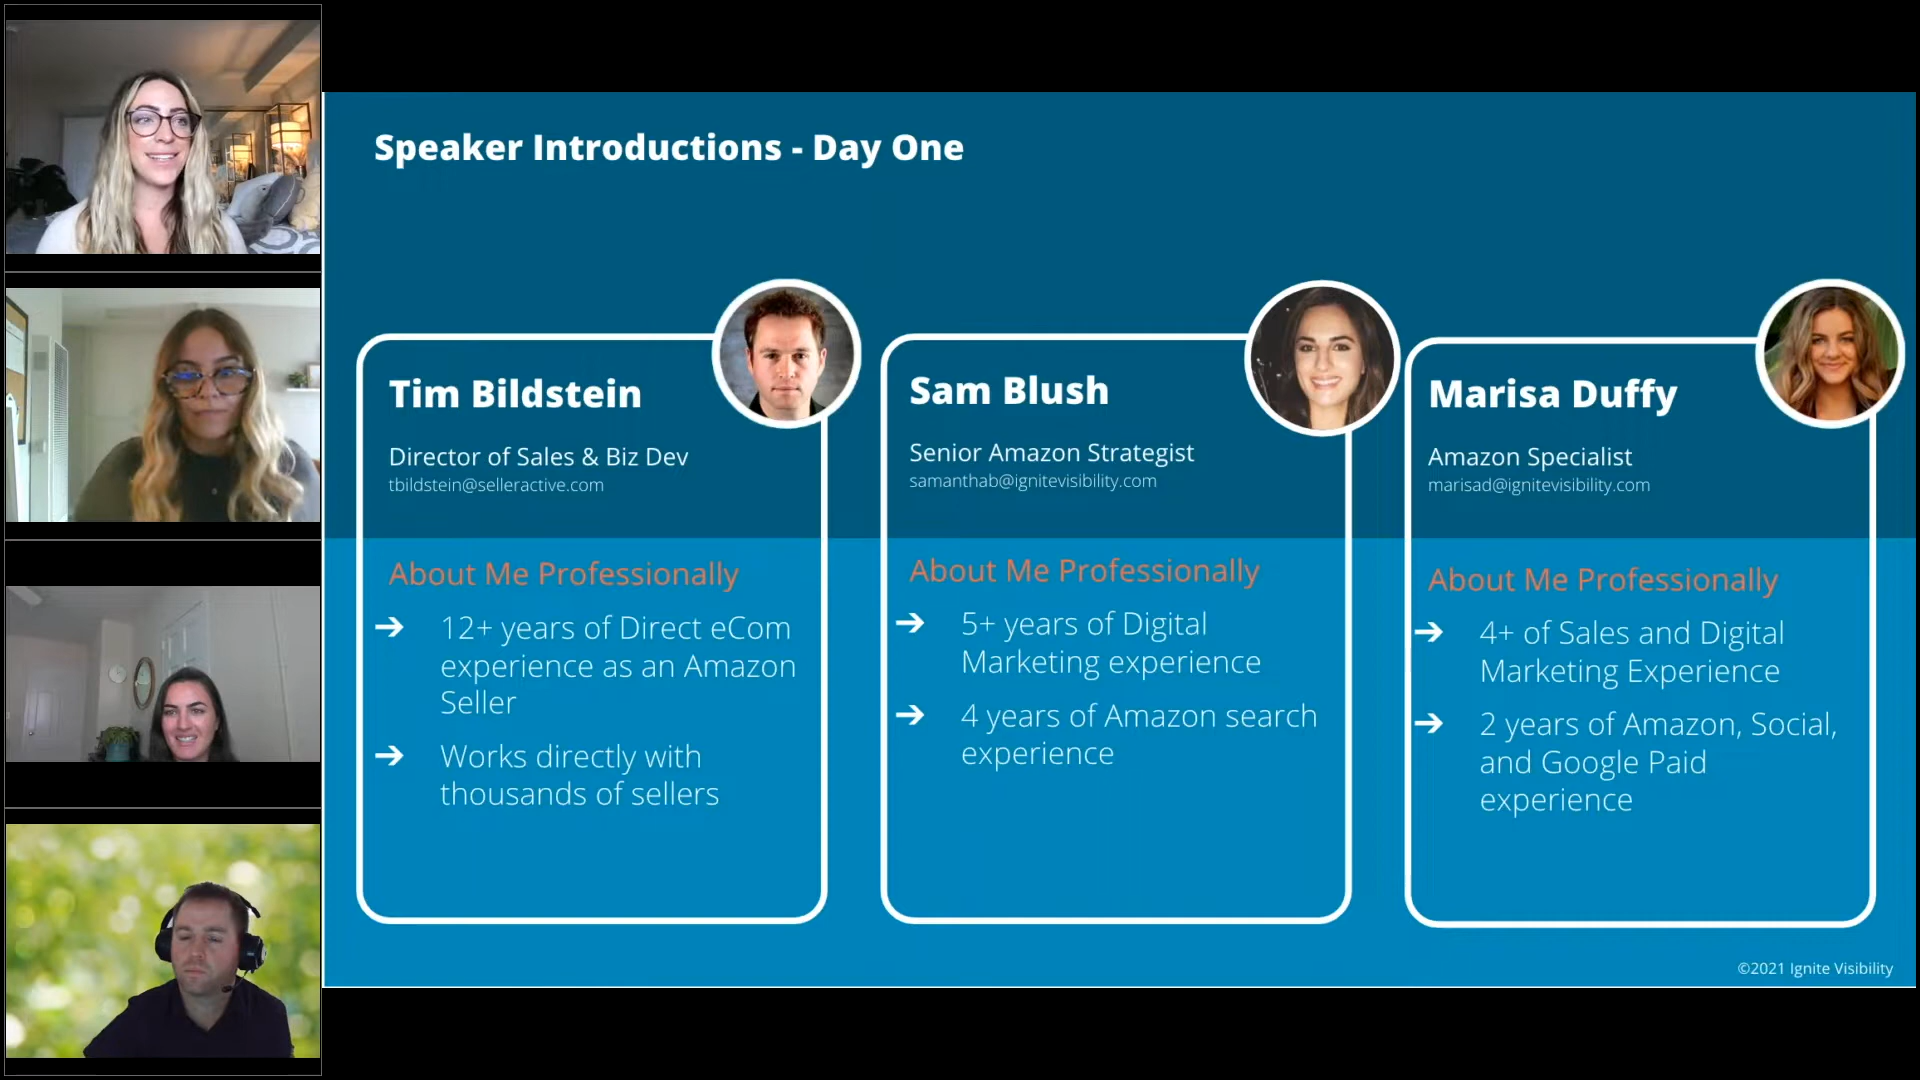 Speaker Introductions - Day One
Tim Bildstein
Director of Sales & Biz Dev
tbildstein@selleractive.com
About Me Professionally
➔ 12+ years of Direct eCom
experience as an Amazon
Seller
➔ Works directly with
thousands of sellers
Sam Blush
Senior Amazon Strategist
samanthab@ignitevisibility.com
About Me Professionally
➔ 5+ years of Digital
Marketing experience
➔ 4 years of Amazon search
experience
Marisa Duffy
Amazon Specialist
marisad@ignitevisibility.com
About Me Professionally
➔ 4+ of Sales and Digital
Marketing Experience
➔ 2 years of Amazon, Social,
and Google Paid
experience
©2021 Ignite Visibility